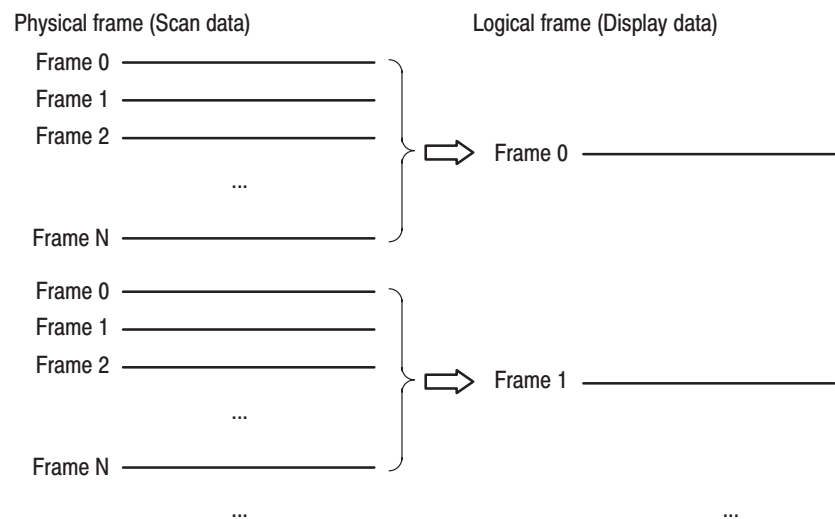 Physical frame (Scan data)
Logical frame (Display data)
Frame 0
Frame 1
Frame 2
...
Frame N
Frame 0
Frame 0
Frame 1
Frame 2
...
Frame N
Frame 1
...
...